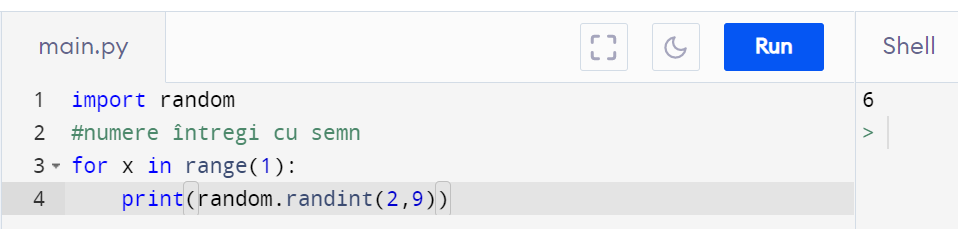 main.py
Run
Shell
1 import random
2 #numere întregi cu semn
3 for x in range(1):
4     print(random.randint(2,9))
6
>